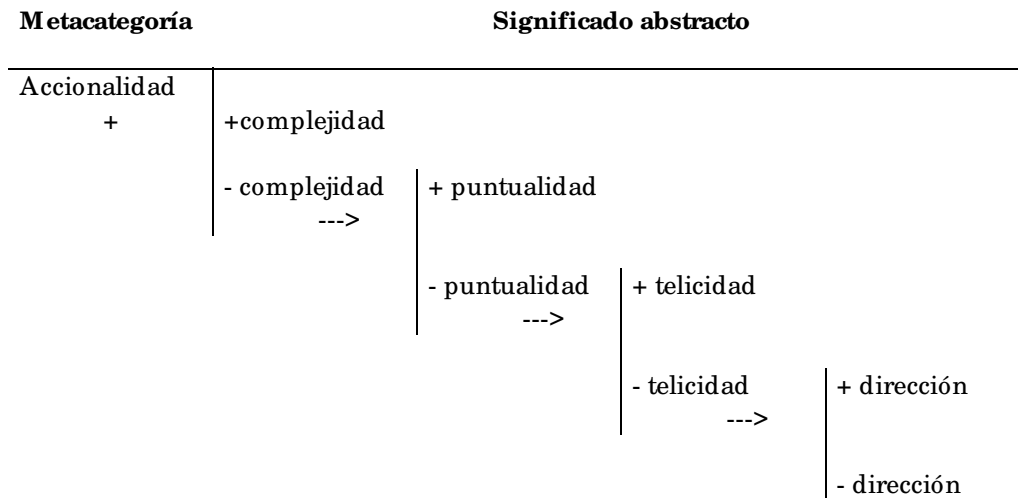 Metacategoría Significado abstracto
Accionalidad
+ +complejidad
- complejidad + puntualidad
--->
- puntualidad + telicidad
--->
- telicidad + dirección
--->
- dirección